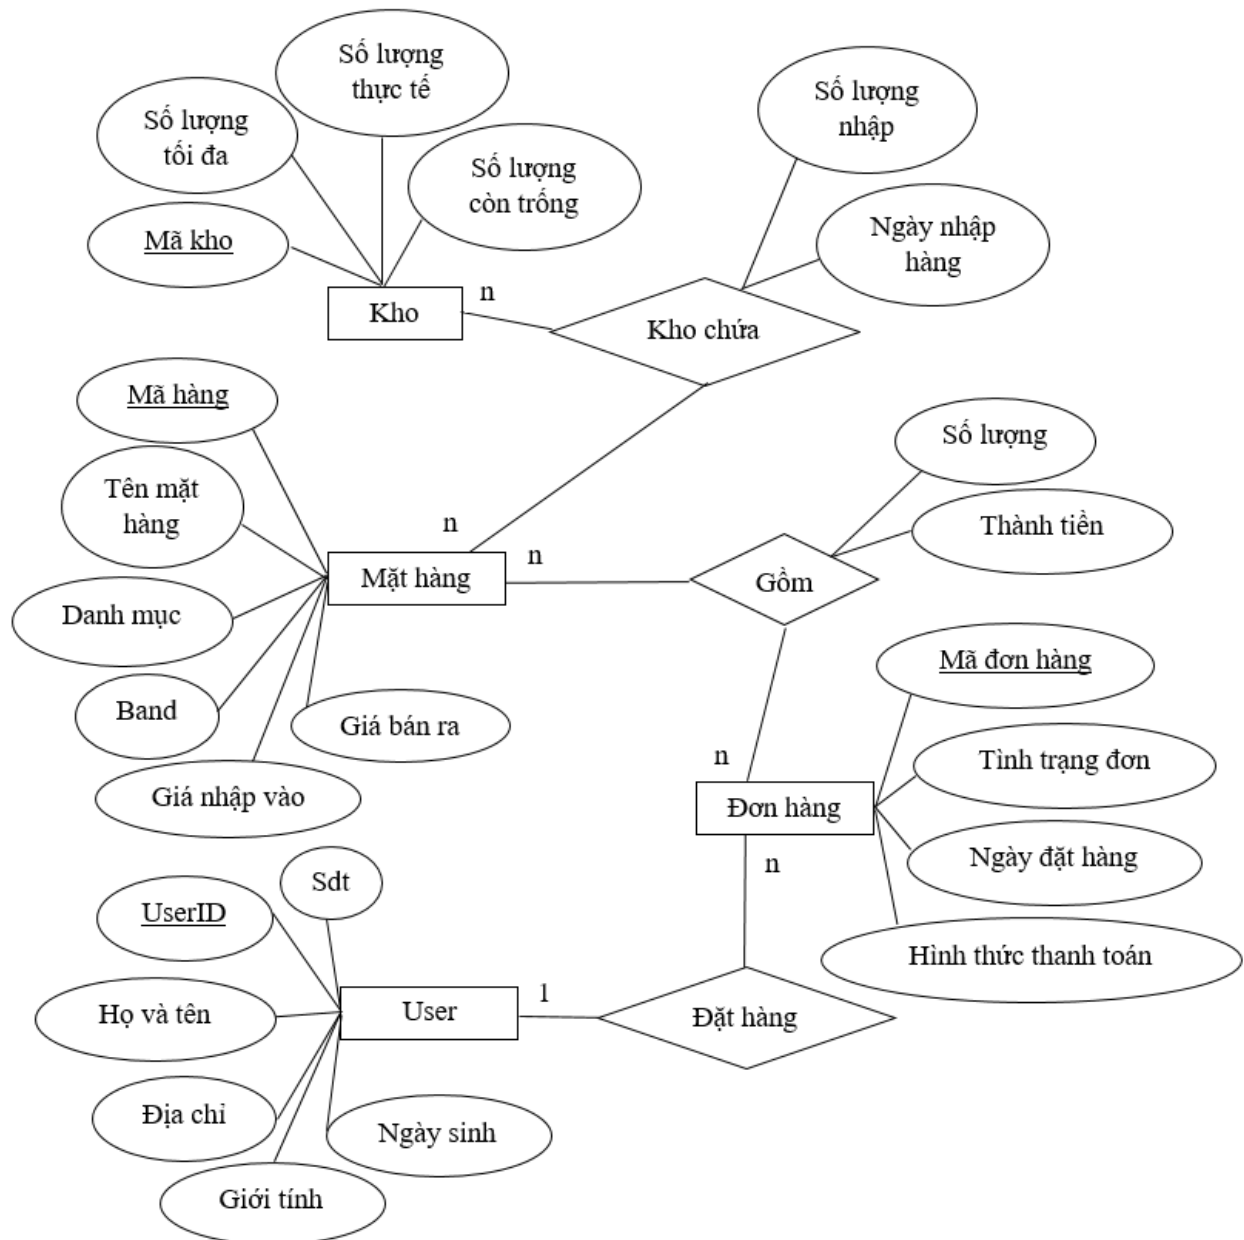 Số lượng
thực tế
Số lượng
tối đa
Số lượng
nhập
Số lượng
còn trống
Mã kho
Ngày nhập
hàng
n
Kho
Kho chứa
Mã hàng
Số lượng
Tên mặt
hàng
n
n
Thành tiền
Mặt hàng
Gồm
Danh mục
Mã đơn hàng
Band
Giá bán ra
n
Tình trạng đơn
Giá nhập vào
Đơn hàng
n
Ngày đặt hàng
Sdt
UserID
Hình thức thanh toán
1
Họ và tên
User
Đặt hàng
Địa chỉ
Ngày sinh
Giới tính